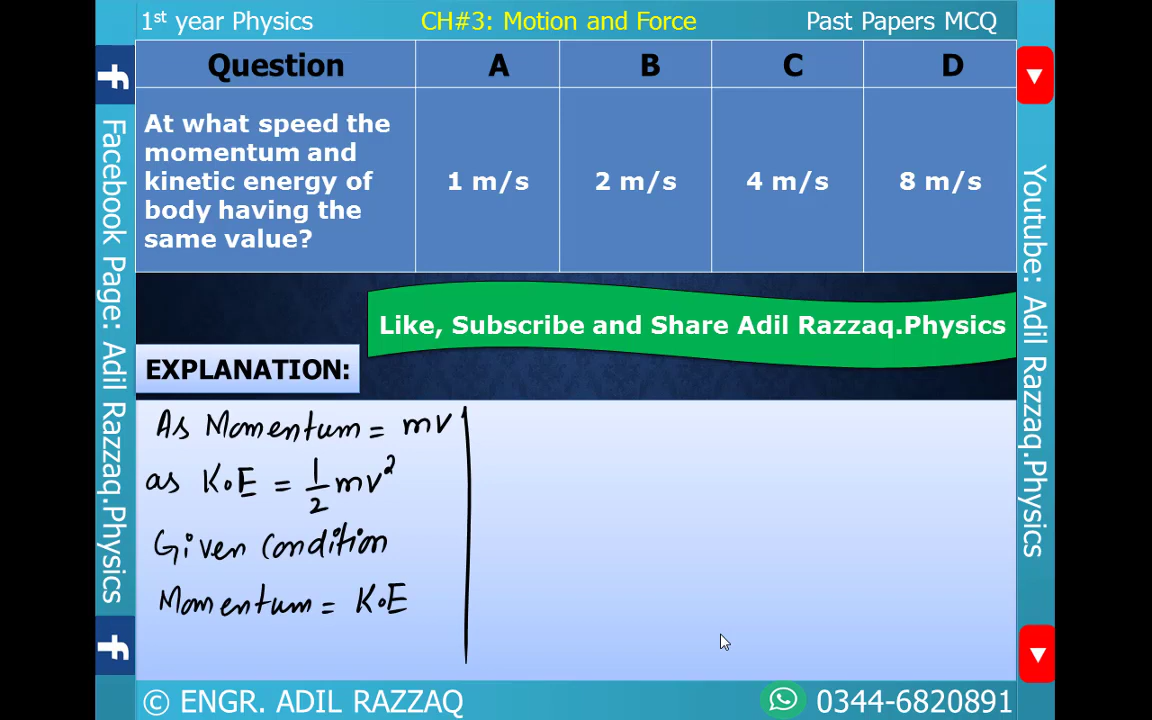 1st year Physics CH#3: Motion and Force Past Papers MCQ
Question A B C D
At what speed the
momentum and
kinetic energy of
body having the
same value?
1 m/s 2 m/s 4 m/s 8 m/s
Like, Subscribe and Share Adil Razzaq.Physics
EXPLANATION:
As Momentum = mv
as K.E = 1/2 mv²
Given Condition
Momentum = K.E
© ENGR. ADIL RAZZAQ 0344-6820891
Facebook Page: Adil Razzaq.Physics
Youtube: Adil Razzaq.Physics